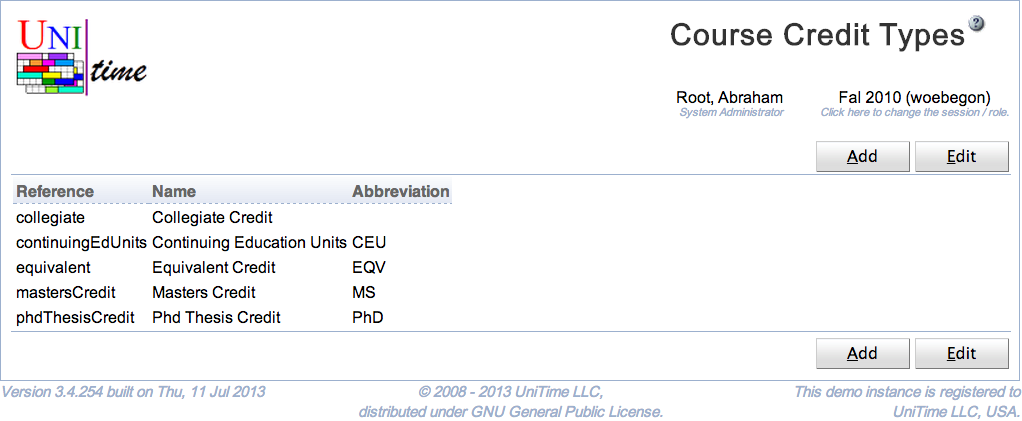 UNI
time
Course Credit Types
?
Root, Abraham
System Administrator
Fal 2010 (woebegon)
Click here to change the session / role.
Add Edit
Reference Name Abbreviation
collegiate Collegiate Credit
continuingEdUnits Continuing Education Units CEU
equivalent Equivalent Credit EQV
mastersCredit Masters Credit MS
phdThesisCredit Phd Thesis Credit PhD
Add Edit
Version 3.4.254 built on Thu, 11 Jul 2013
© 2008 - 2013 UniTime LLC,
distributed under GNU General Public License.
This demo instance is registered to
UniTime LLC, USA.